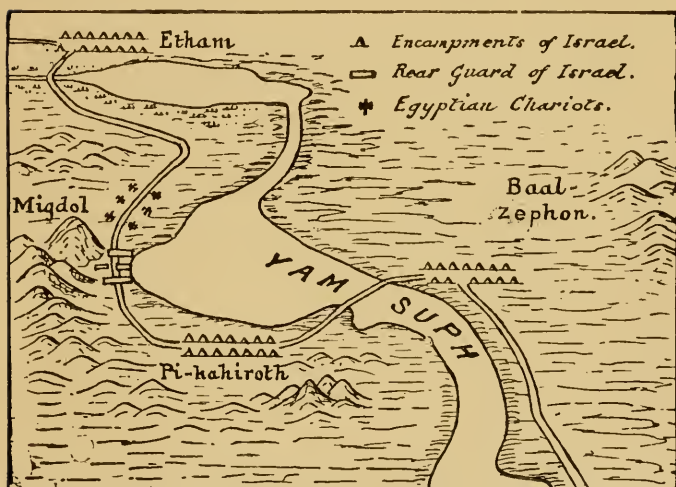 Etham
Encampments of Israel.
Rear Guard of Israel.
Egyptian Chariots.
Baal-
zephon.
Migdol
YAM SUPH
Pi-hahiroth